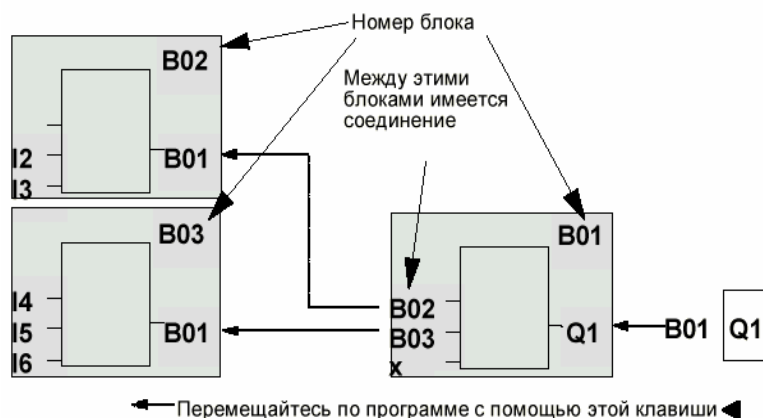 Номер блока
B02
Между этими
блоками имеется
соединение
I2
B01
I3
B03
B01
I4
B02
I5
B01
B03
Q1
B01
Q1
I6
x
Перемещайтесь по программе с помощью этой клавиши